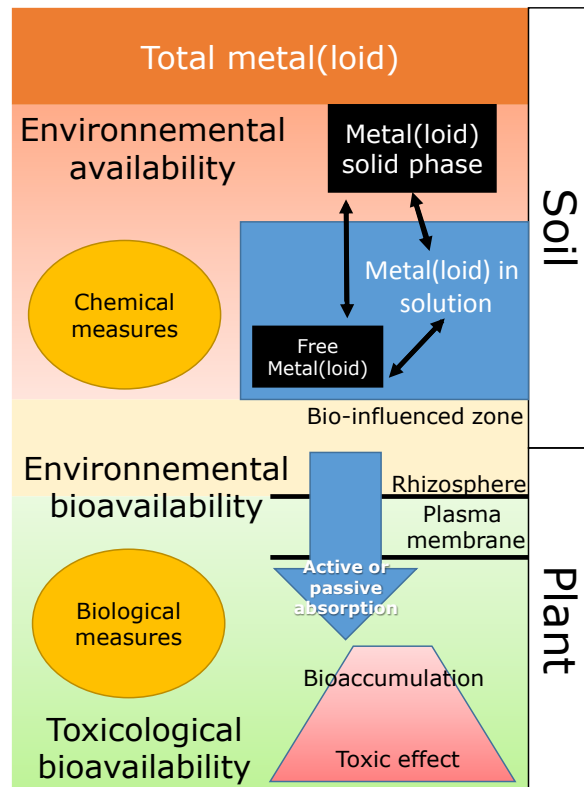 Total metal(loid)
Environnemental
availability
Metal(loid)
solid phase
Soil
Chemical
measures
Metal(loid) in
solution
Free
Metal(loid)
Bio-influenced zone
Environnemental
bioavailability
Rhizosphere
Plasma
membrane
Plant
Active or
passive
absorption
Biological
measures
Bioaccumulation
Toxicological
bioavailability
Toxic effect